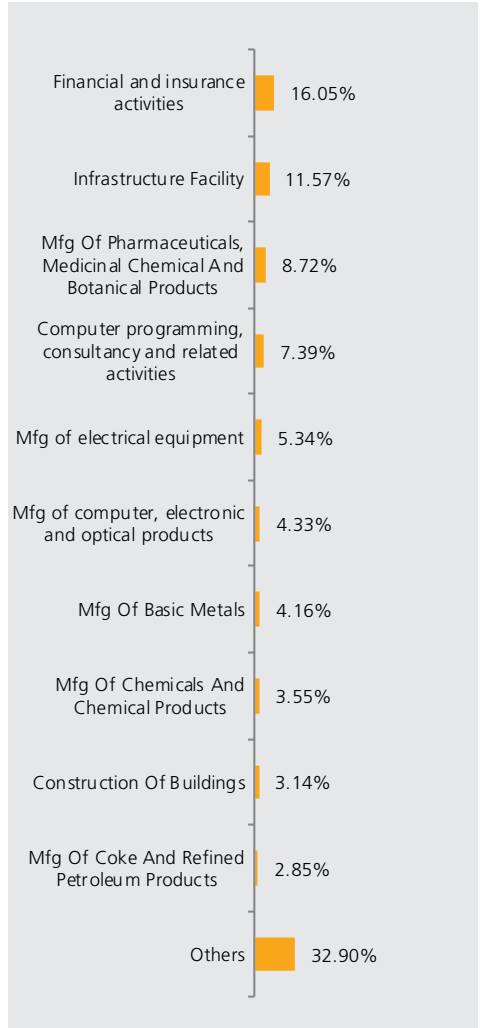 Financial and insurance
activities
16.05%
Infrastructure Facility
11.57%
Mfg Of Pharmaceuticals,
Medicinal Chemical And
Botanical Products
8.72%
Computer programming,
consultancy and related
activities
7.39%
Mfg of electrical equipment
5.34%
Mfg of computer, electronic
and optical products
4.33%
Mfg Of Basic Metals
4.16%
Mfg Of Chemicals And
Chemical Products
3.55%
Construction Of Buildings
3.14%
Mfg Of Coke And Refined
Petroleum Products
2.85%
Others
32.90%